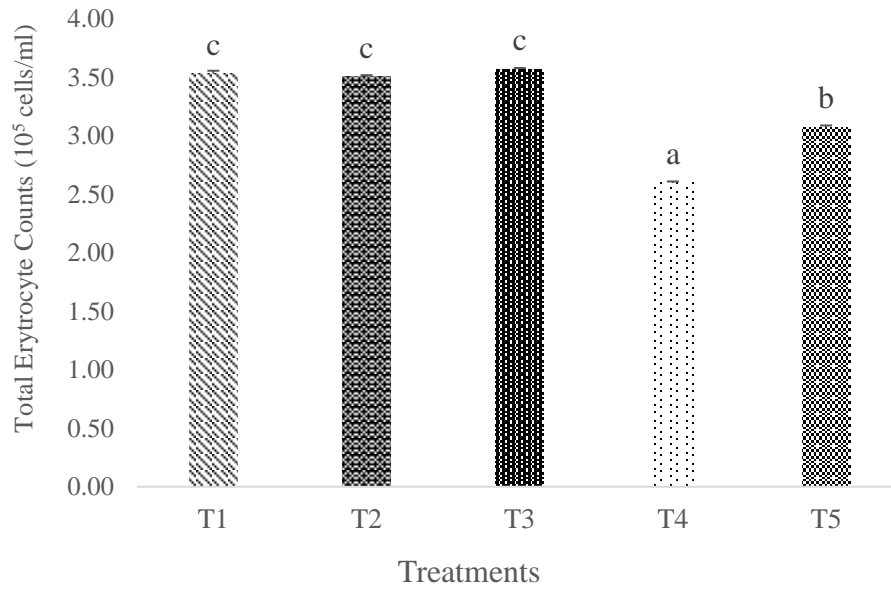 Total Erytrocyte Counts (10⁵ cells/ml)
4.00
3.50
3.00
2.50
2.00
1.50
1.00
0.50
0.00
c
c
c
a
b
T1 T2 T3 T4 T5
Treatments